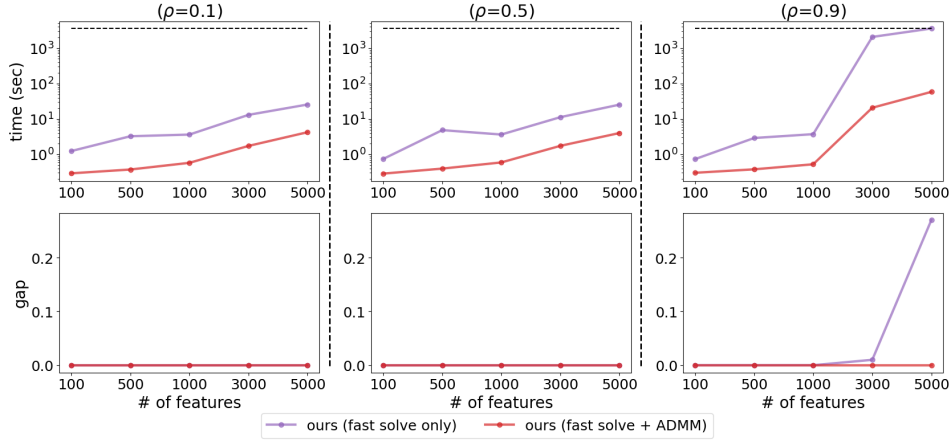 (ρ=0.1) (ρ=0.5) (ρ=0.9)
time (sec)
10³ 10³ 10³
10² 10² 10²
10¹ 10¹ 10¹
10⁰ 10⁰ 10⁰
100 500 1000 3000 5000 100 500 1000 3000 5000 100 500 1000 3000 5000
gap
0.2 0.2 0.2
0.1 0.1 0.1
0.0 0.0 0.0
100 500 1000 3000 5000 100 500 1000 3000 5000 100 500 1000 3000 5000
# of features # of features # of features
ours (fast solve only) ours (fast solve + ADMM)